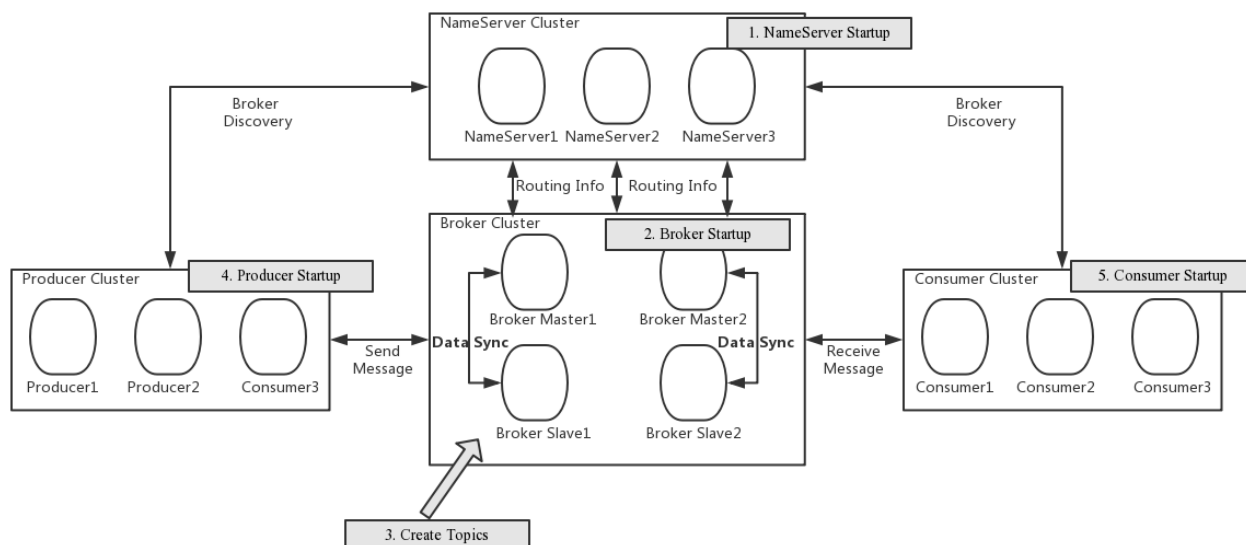 NameServer Cluster
1. NameServer Startup
NameServer1
NameServer2
NameServer3
Broker
Discovery
Broker
Discovery
Routing Info
Routing Info
Broker Cluster
2. Broker Startup
Broker Master1
Broker Master2
Data Sync
Data Sync
Broker Slave1
Broker Slave2
Producer Cluster
4. Producer Startup
Producer1
Producer2
Consumer3
Send
Message
Receive
Message
Consumer Cluster
5. Consumer Startup
Consumer1
Consumer2
Consumer3
3. Create Topics